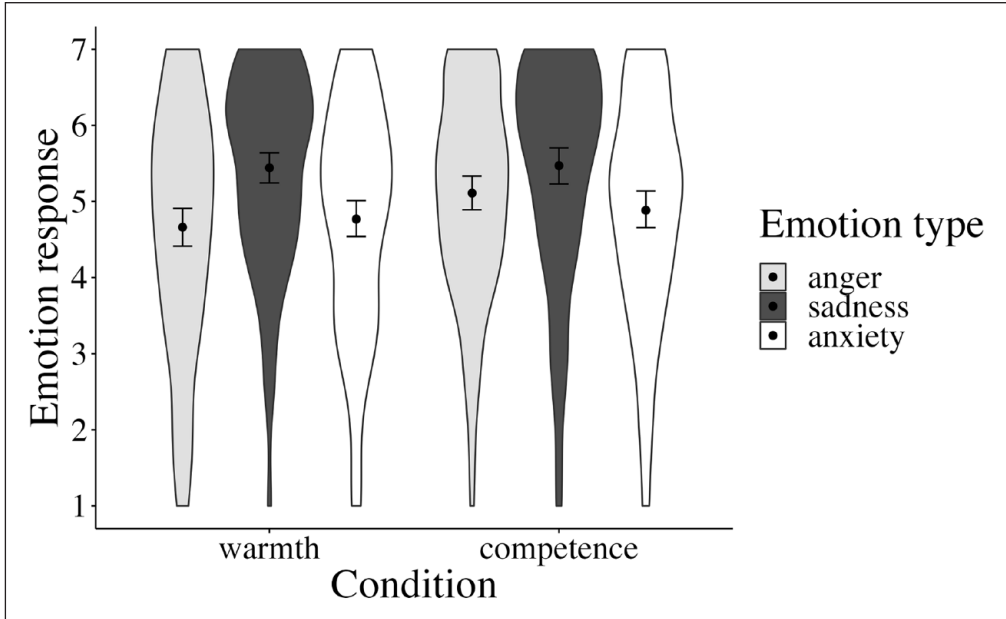 7
6
5
4
3
2
1
Emotion response
warmth
competence
Condition
Emotion type
anger
sadness
anxiety